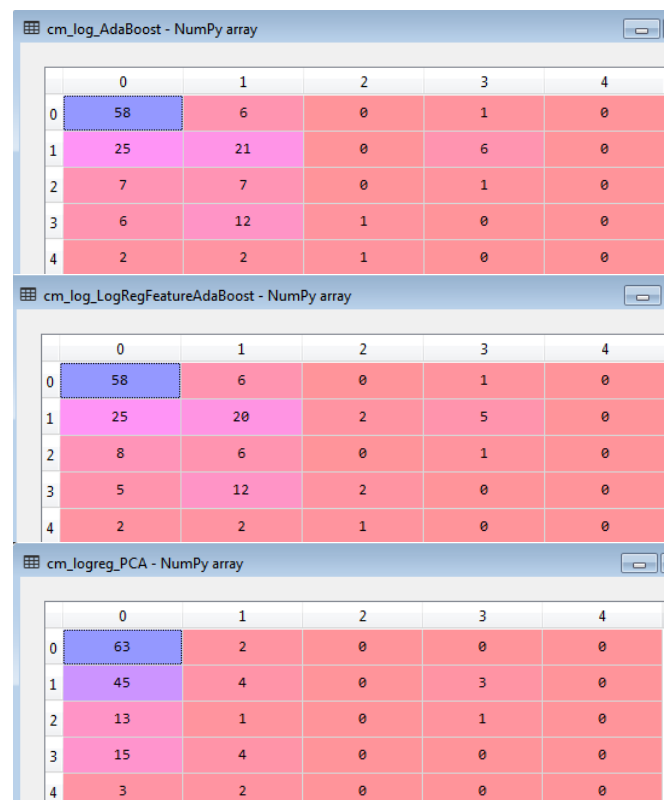 cm_log_AdaBoost - NumPy array
0 1 2 3 4
0 58 6 0 1 0
1 25 21 0 6 0
2 7 7 0 1 0
3 6 12 1 0 0
4 2 2 1 0 0
cm_log_LogRegFeatureAdaBoost - NumPy array
0 1 2 3 4
0 58 6 0 1 0
1 25 20 2 5 0
2 8 6 0 1 0
3 5 12 2 0 0
4 2 2 1 0 0
cm_logreg_PCA - NumPy array
0 1 2 3 4
0 63 2 0 0 0
1 45 4 0 3 0
2 13 1 0 1 0
3 15 4 0 0 0
4 3 2 0 0 0